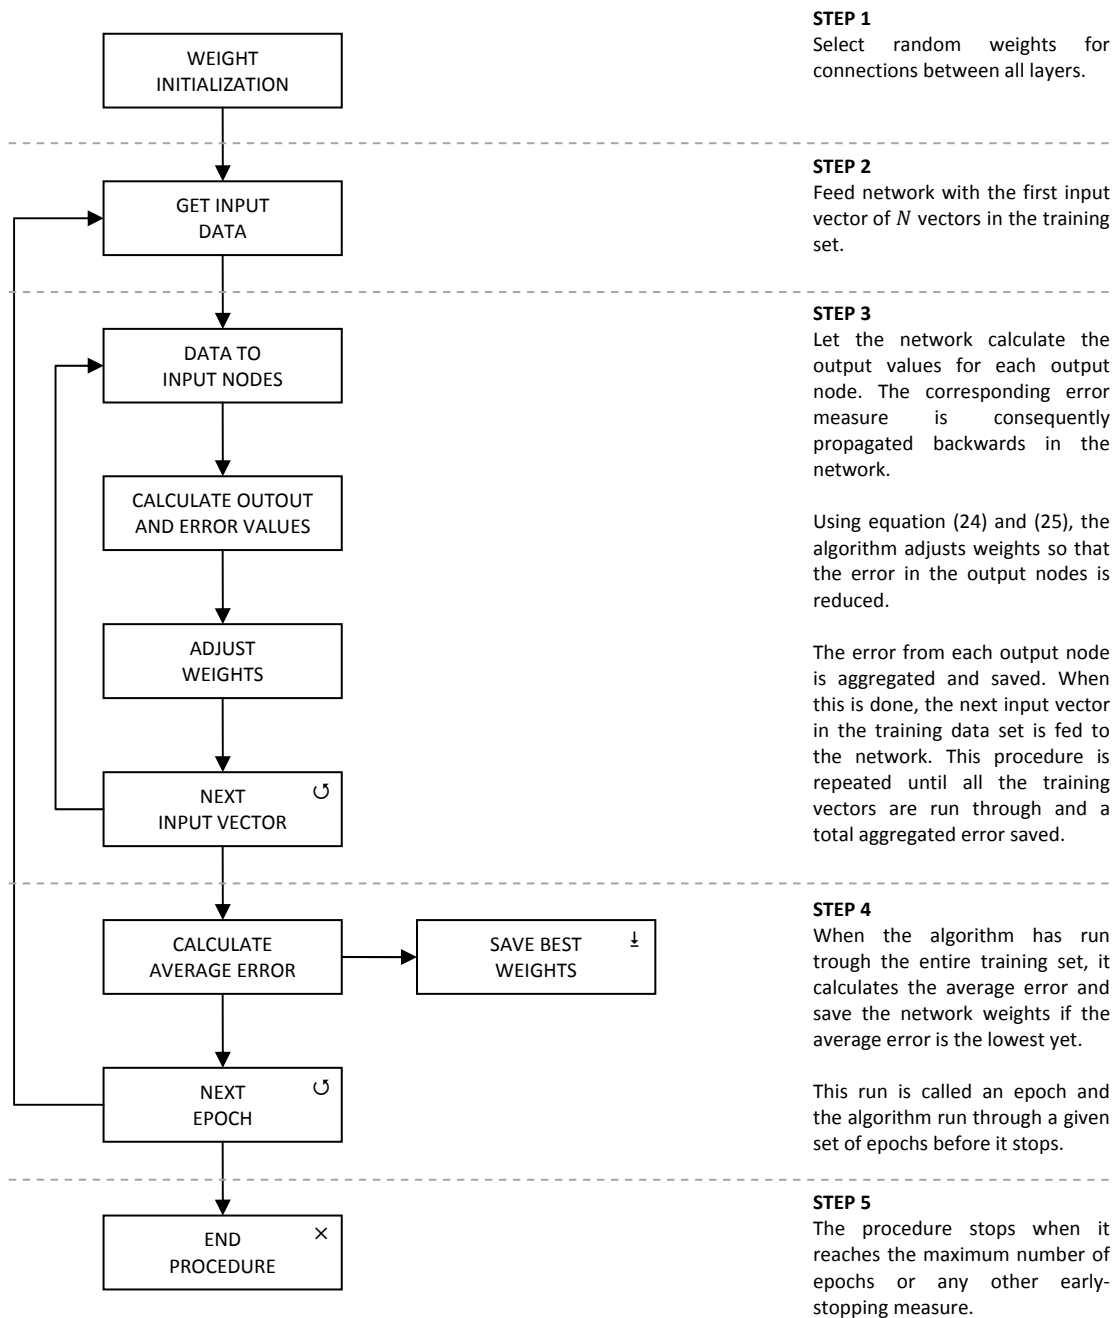 STEP 1
Select random weights for
connections between all layers.
WEIGHT
INITIALIZATION
STEP 2
Feed network with the first input
vector of N vectors in the training
set.
GET INPUT
DATA
STEP 3
Let the network calculate the
output values for each output
node. The corresponding error
measure is consequently
propagated backwards in the
network.
Using equation (24) and (25), the
algorithm adjusts weights so that
the error in the output nodes is
reduced.
The error from each output node
is aggregated and saved. When
this is done, the next input vector
in the training data set is fed to
the network. This procedure is
repeated until all the training
vectors are run through and a
total aggregated error saved.
DATA TO
INPUT NODES
CALCULATE OUTOUT
AND ERROR VALUES
ADJUST
WEIGHTS
NEXT
INPUT VECTOR
STEP 4
When the algorithm has run
trough the entire training set, it
calculates the average error and
save the network weights if the
average error is the lowest yet.
This run is called an epoch and
the algorithm run through a given
set of epochs before it stops.
CALCULATE
AVERAGE ERROR
SAVE BEST
WEIGHTS
NEXT
EPOCH
STEP 5
The procedure stops when it
reaches the maximum number of
epochs or any other early-
stopping measure.
END
PROCEDURE